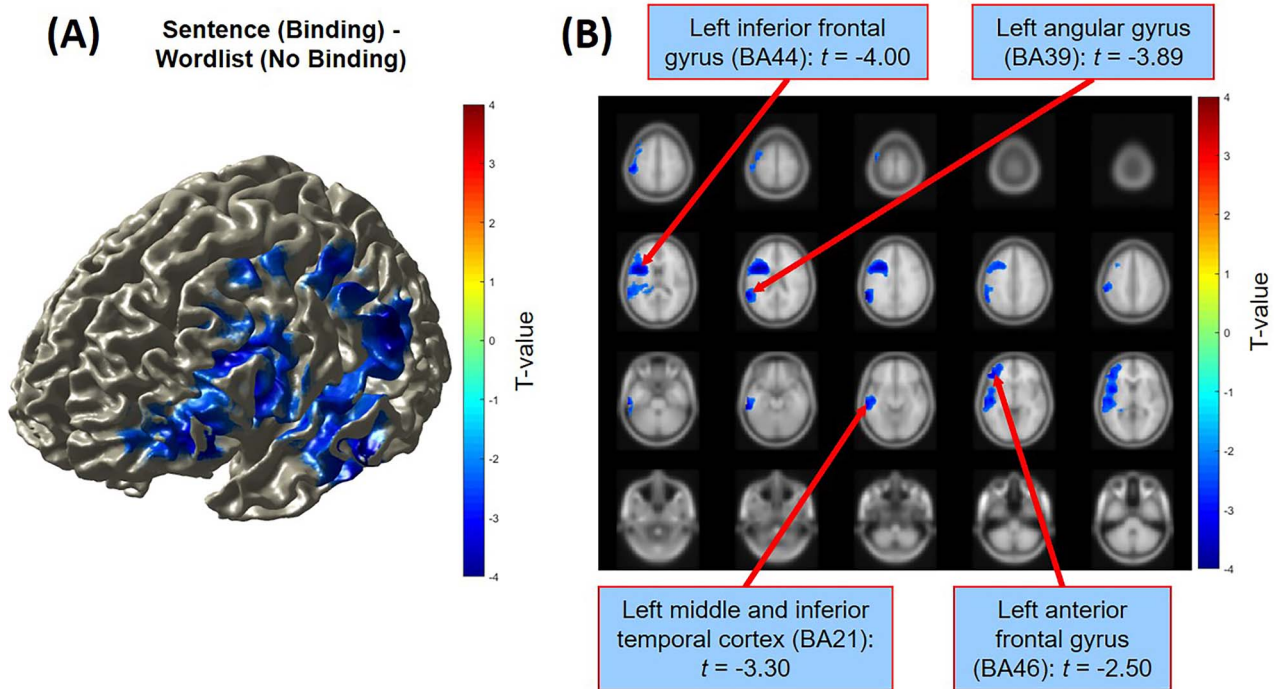 (A)
Sentence (Binding) -
Wordlist (No Binding)
4
3
2
1
0
-1
-2
-3
-4
T-value
(B)
Left inferior frontal
gyrus (BA44): t = -4.00
Left angular gyrus
(BA39): t = -3.89
4
3
2
1
0
-1
-2
-3
-4
T-value
Left middle and inferior
temporal cortex (BA21):
t = -3.30
Left anterior
frontal gyrus
(BA46): t = -2.50